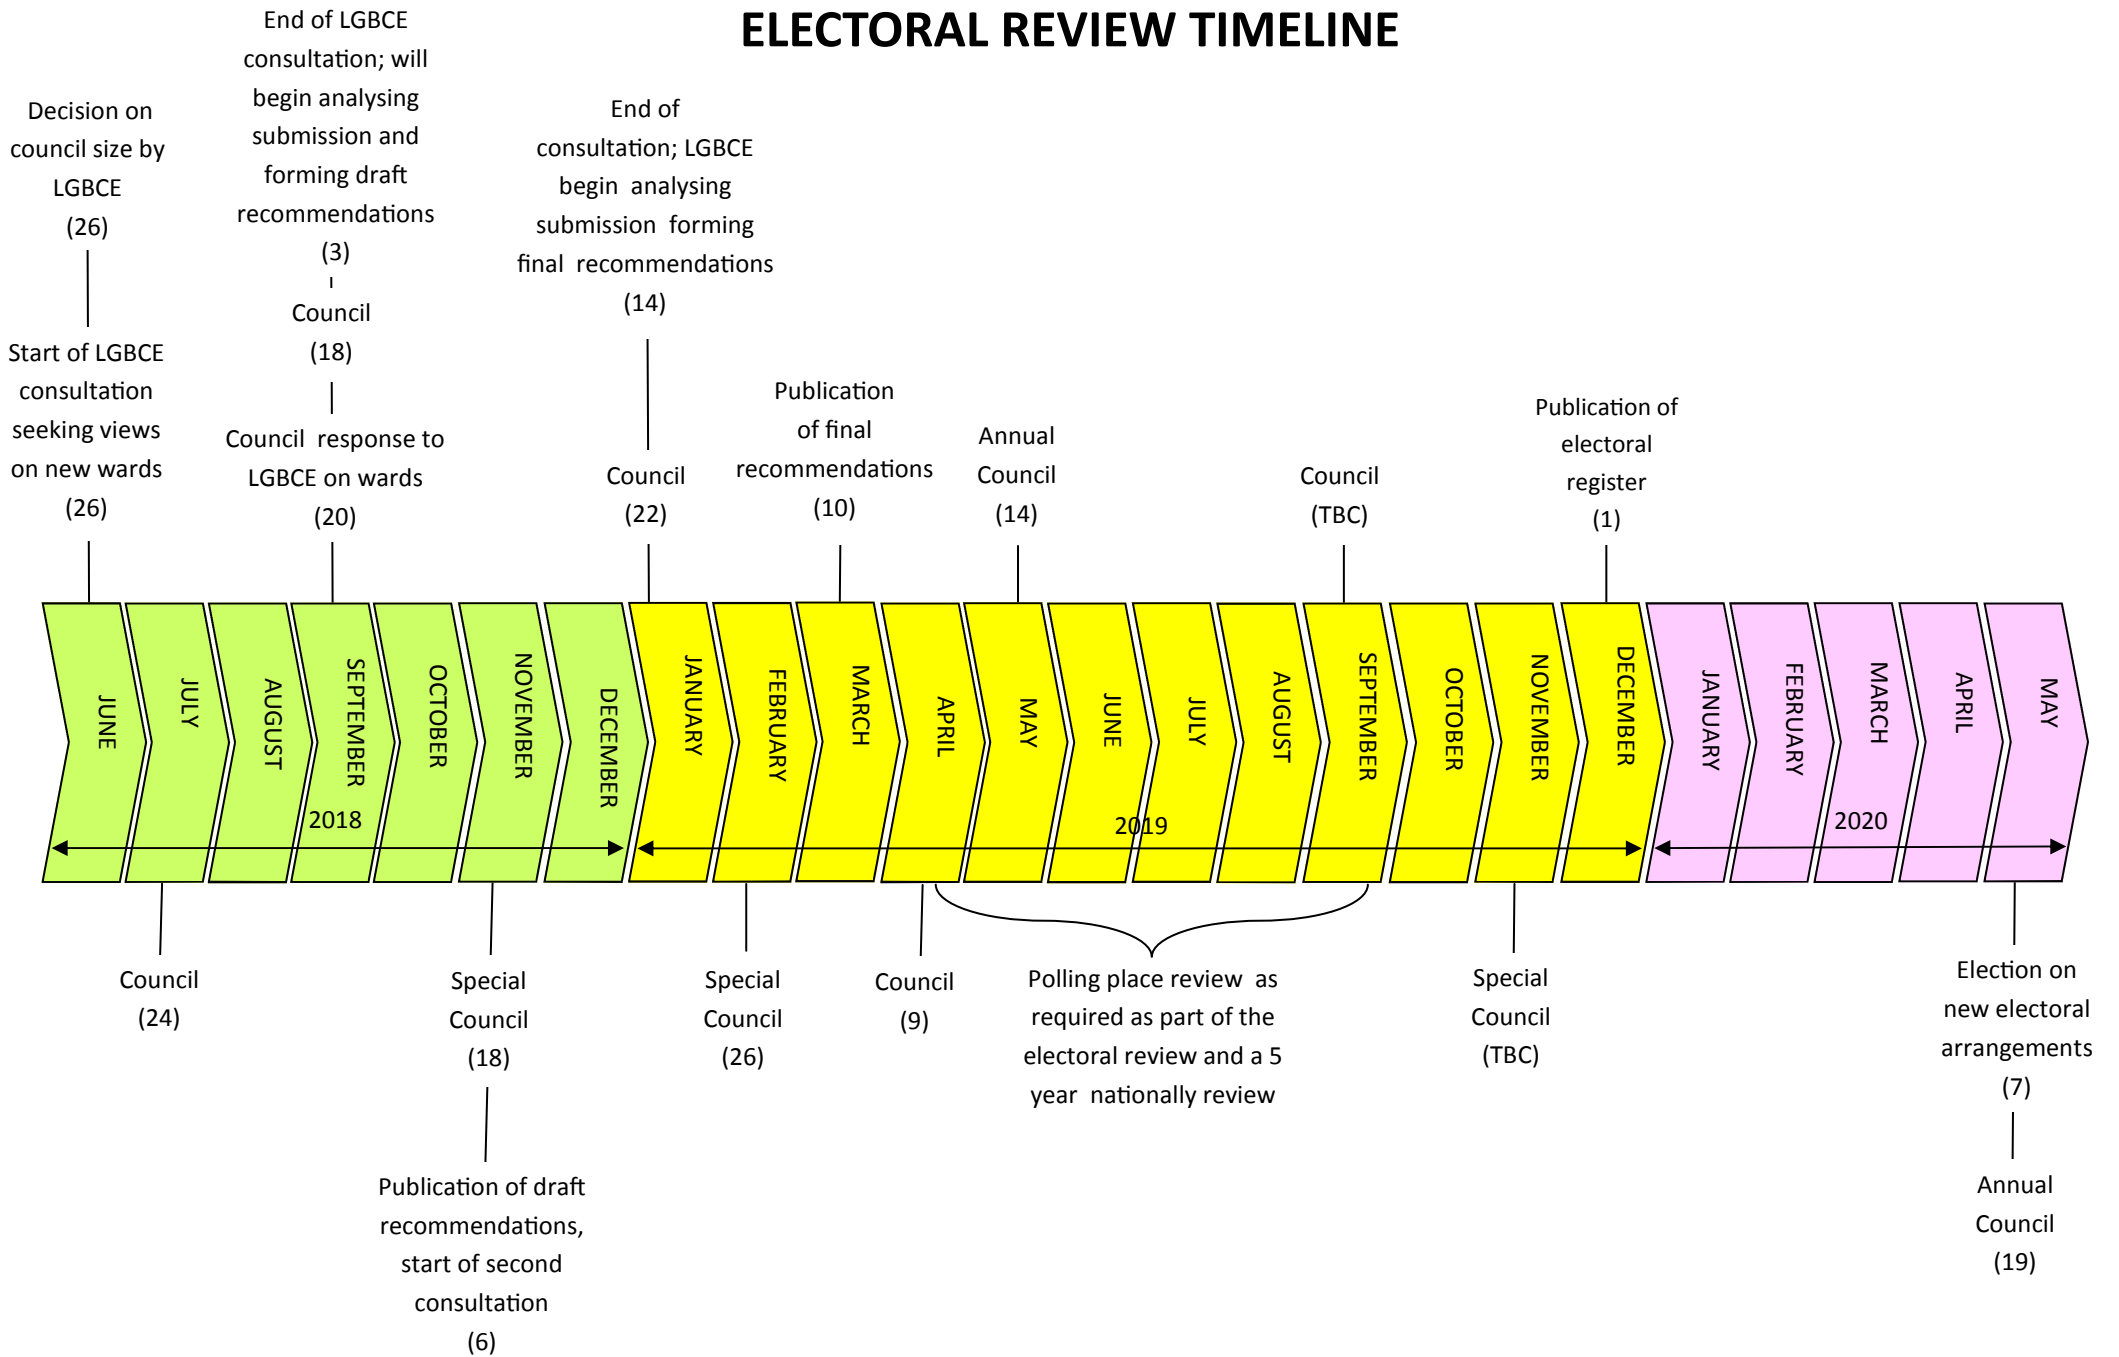 ELECTORAL REVIEW TIMELINE
Decision on
council size by
LGBCE
(26)
Start of LGBCE
consultation
seeking views
on new wards
(26)
End of LGBCE
consultation; will
begin analysing
submission and
forming draft
recommendations
(3)
Council
(18)
Council response to
LGBCE on wards
(20)
End of
consultation; LGBCE
begin analysing
submission forming
final recommendations
(14)
Council
(22)
Publication
of final
recommendations
(10)
Annual
Council
(14)
Council
(TBC)
Publication of
electoral
register
(1)
JUNE
JULY
AUGUST
SEPTEMBER
OCTOBER
NOVEMBER
DECEMBER
JANUARY
FEBRUARY
MARCH
APRIL
MAY
JUNE
JULY
AUGUST
SEPTEMBER
OCTOBER
NOVEMBER
DECEMBER
JANUARY
FEBRUARY
MARCH
APRIL
MAY
2018
2019
2020
Council
(24)
Special
Council
(18)
Publication of draft
recommendations,
start of second
consultation
(6)
Special
Council
(26)
Council
(9)
Polling place review as
required as part of the
electoral review and a 5
year nationally review
Special
Council
(TBC)
Election on
new electoral
arrangements
(7)
Annual
Council
(19)